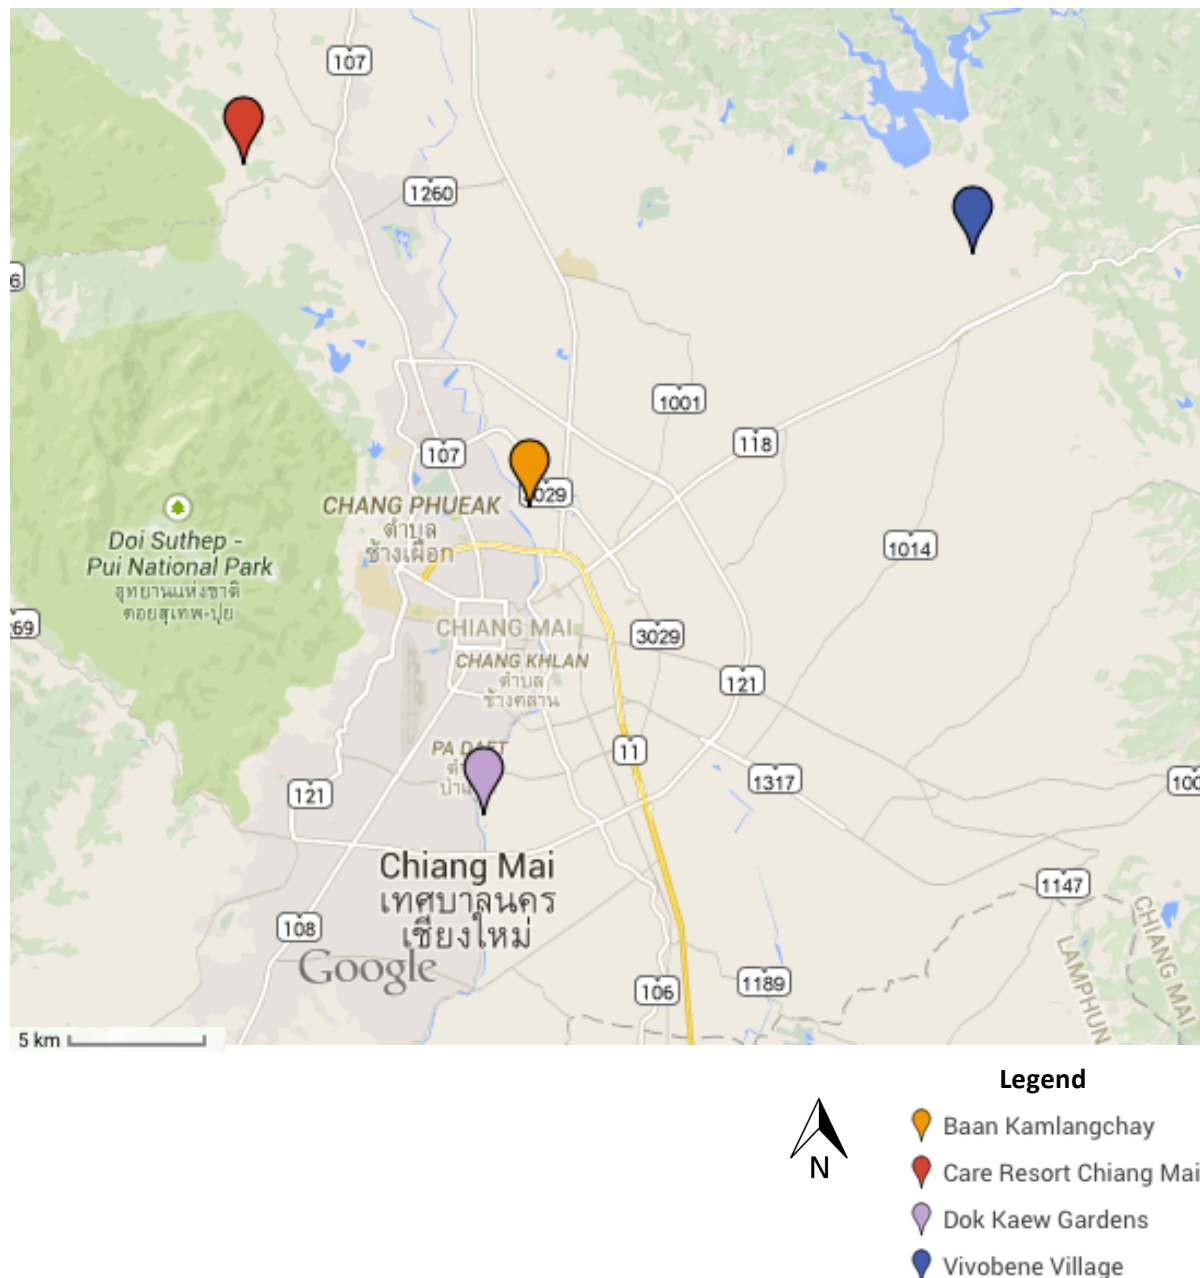 107
1260
6
1001
118
107
3029
CHANG PHUEAK
ตำบล
ช้างเผือก
Doi Suthep -
Pui National Park
อุทยานแห่งชาติ
ดอยสุเทพ-ปุย
1014
69
CHIANG MAI
3029
CHANG KHLAN
ตำบล
ช้างคลาน
121
PA DAET
11
121
1317
100
Chiang Mai
เทศบาลนคร
เชียงใหม่
1147
CHIANG MAI
LAMPHUN
108
Google
106
1189
5 km
Legend
N
Baan Kamlangchay
Care Resort Chiang Mai
Dok Kaew Gardens
Vivobene Village